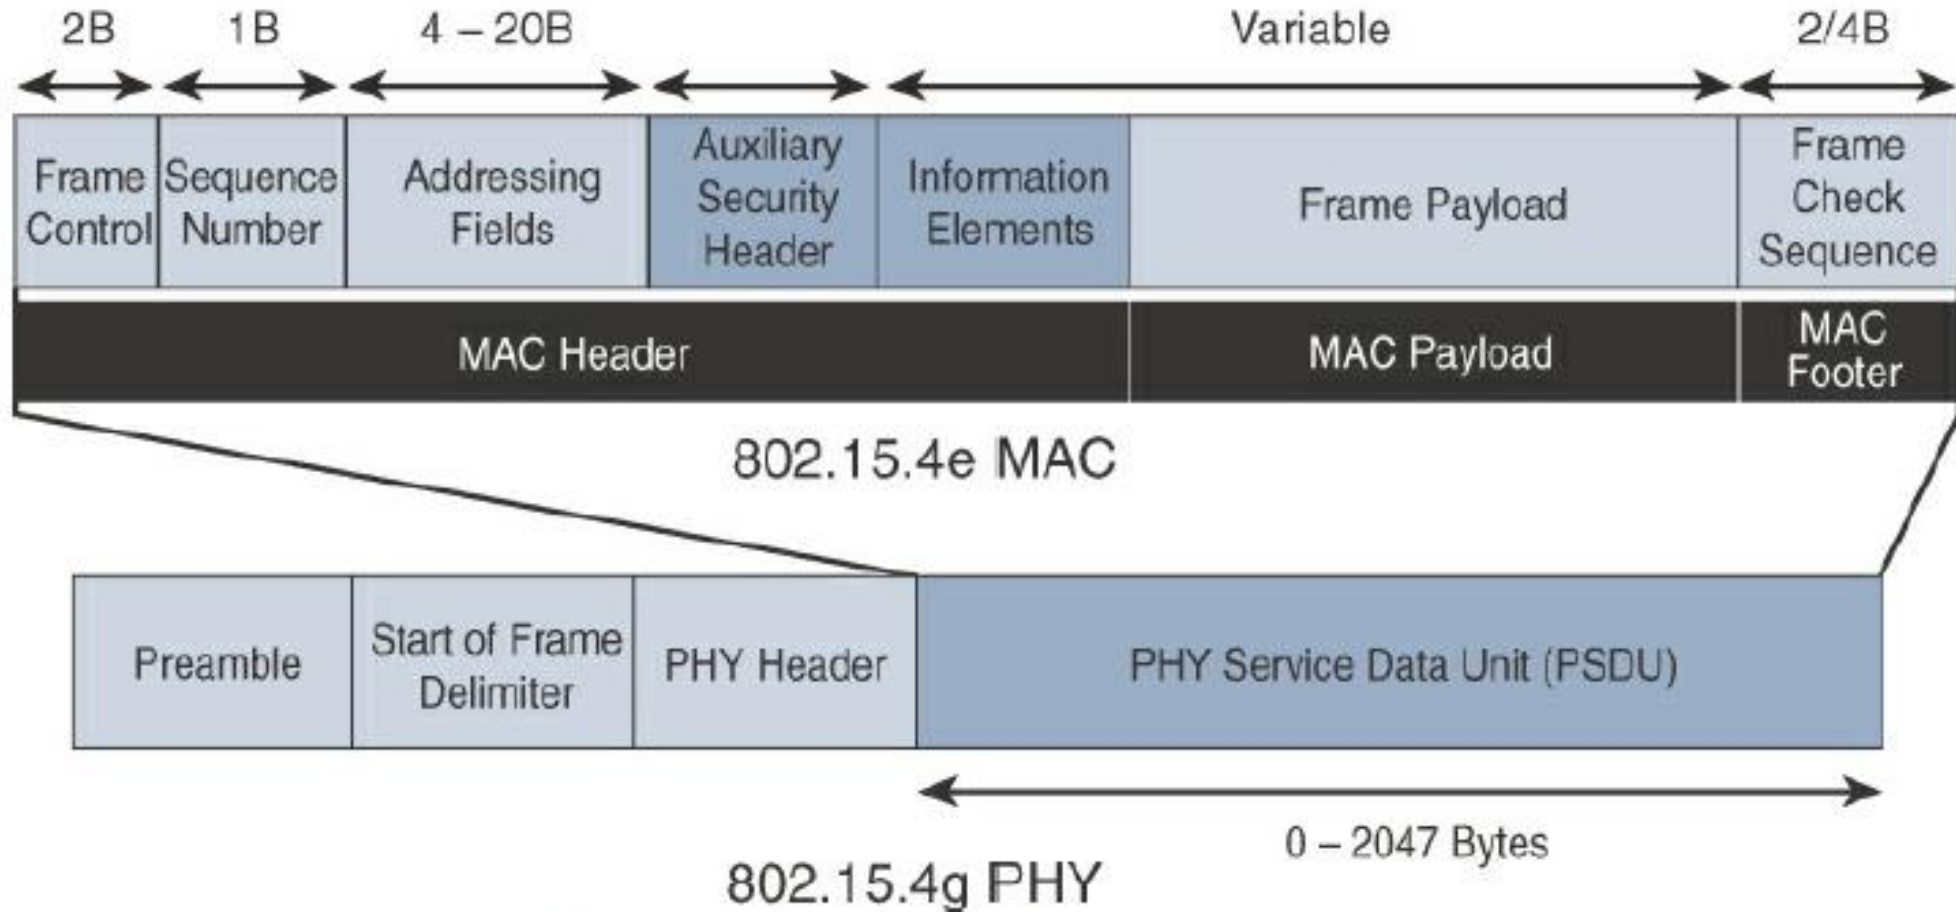 2B 1B 4 – 20B Variable 2/4B
Frame Control
Sequence Number
Addressing Fields
Auxiliary Security Header
Information Elements
Frame Payload
Frame Check Sequence
MAC Header
MAC Payload
MAC Footer
802.15.4e MAC
Preamble
Start of Frame Delimiter
PHY Header
PHY Service Data Unit (PSDU)
0 – 2047 Bytes
802.15.4g PHY